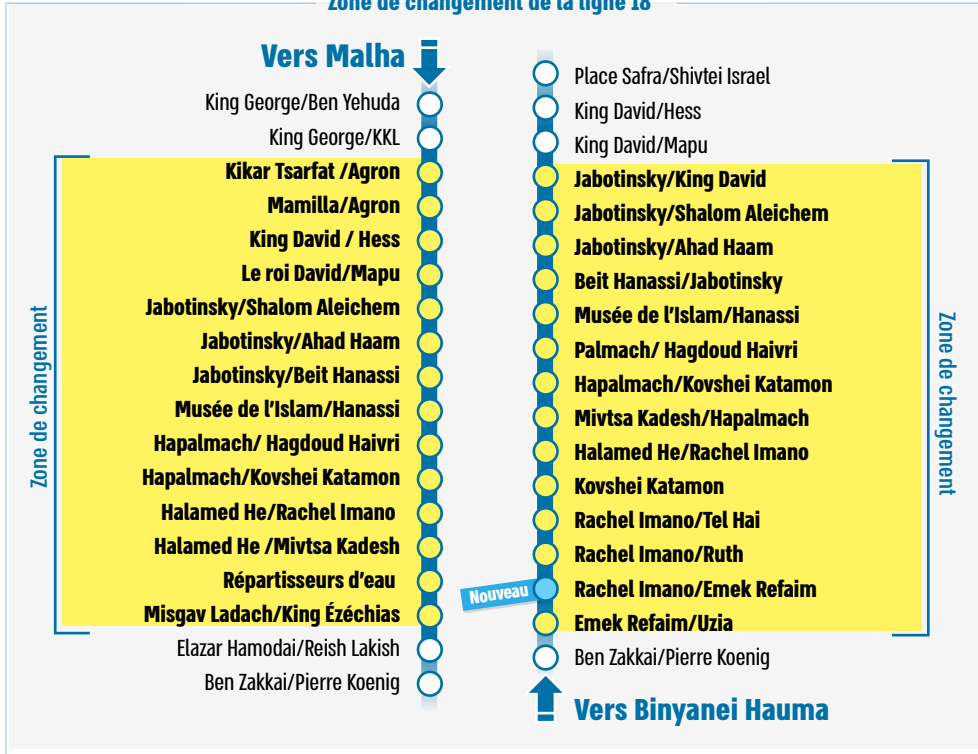 Zone de changement de la ligne 18
Vers Malha
King George/Ben Yehuda
King George/KKL
Kikar Tsarfat /Agron
Mamilla/Agron
King David / Hess
Le roi David/Mapu
Jabotinsky/Shalom Aleichem
Jabotinsky/Ahad Haam
Jabotinsky/Beit Hanassi
Musée de l'Islam/Hanassi
Hapalmach/ Hagdoud Haivri
Hapalmach/Kovshei Katamon
Halamed He/Rachel Imano
Halamed He /Mivtsa Kadesh
Répartisseurs d'eau
Misgav Ladach/King Ézéchias
Elazar Hamodai/Reish Lakish
Ben Zakkai/Pierre Koenig
Zone de changement
Place Safra/Shivtei Israel
King David/Hess
King David/Mapu
Jabotinsky/King David
Jabotinsky/Shalom Aleichem
Jabotinsky/Ahad Haam
Beit Hanassi/Jabotinsky
Musée de l'Islam/Hanassi
Palmach/ Hagdoud Haivri
Hapalmach/Kovshei Katamon
Mivtsa Kadesh/Hapalmach
Halamed He/Rachel Imano
Kovshei Katamon
Rachel Imano/Tel Hai
Rachel Imano/Ruth
Nouveau
Rachel Imano/Emek Refaim
Emek Refaim/Uzia
Ben Zakkai/Pierre Koenig
Vers Binyanei Hauma
Zone de changement